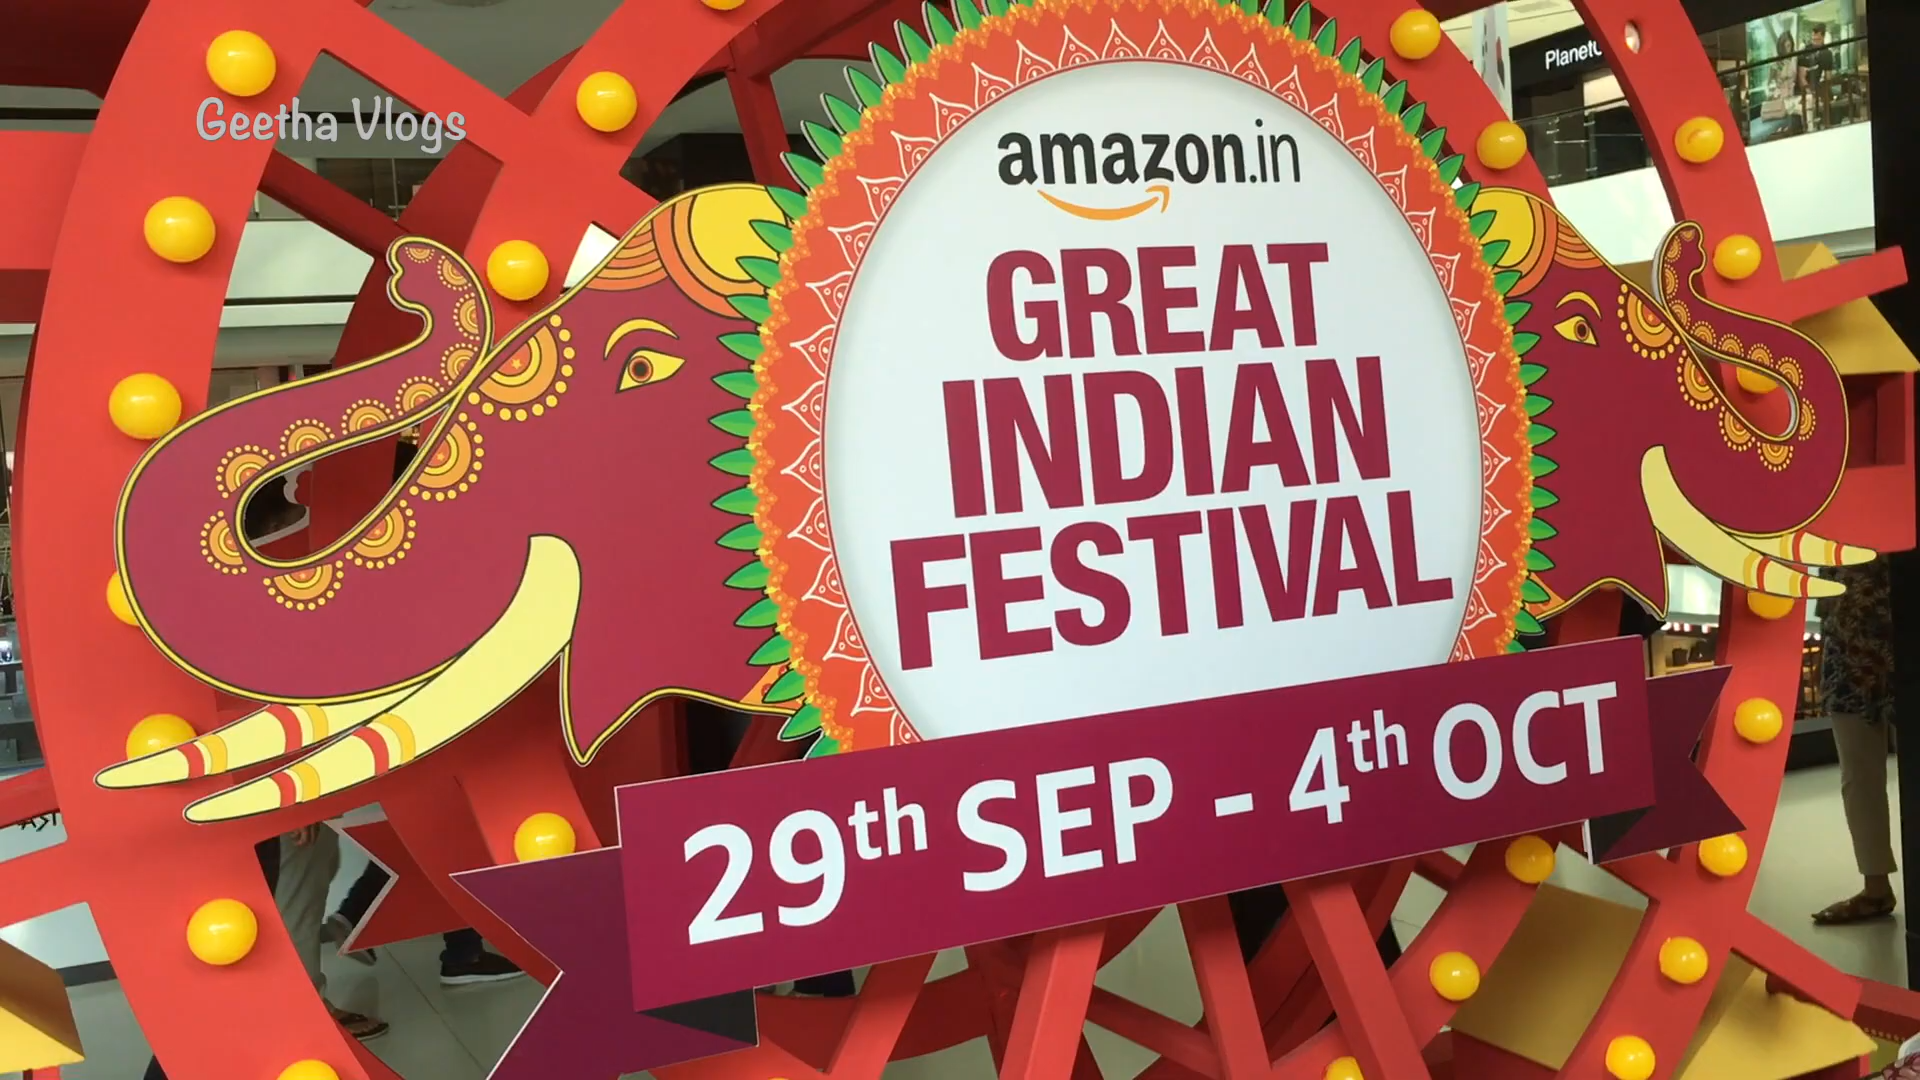 Geetha Vlogs
amazon.in
GREAT
INDIAN
FESTIVAL
29th SEP - 4th OCT